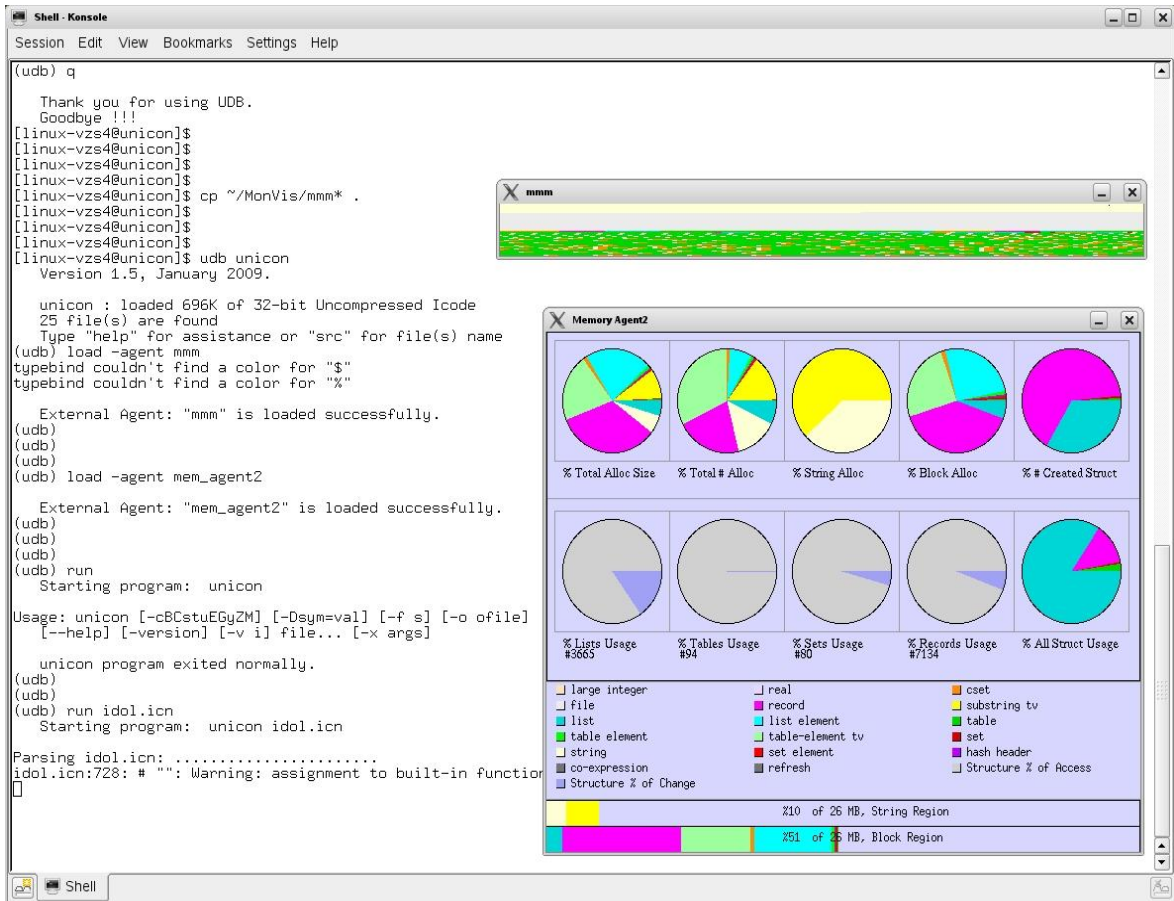 Shell - Konsole
Session Edit View Bookmarks Settings Help
(udb) q
Thank you for using UDB.
Goodbye !!!
[linux-vzs4@unicon]$
[linux-vzs4@unicon]$
[linux-vzs4@unicon]$
[linux-vzs4@unicon]$
[linux-vzs4@unicon]$ cp ~/MonVis/mmm* .
[linux-vzs4@unicon]$
[linux-vzs4@unicon]$
[linux-vzs4@unicon]$
[linux-vzs4@unicon]$ udb unicon
Version 1.5, January 2009.
unicon : loaded 696K of 32-bit Uncompressed Icode
25 file(s) are found
Type "help" for assistance or "src" for file(s) name
(udb) load -agent mmm
typebind couldn't find a color for "$"
typebind couldn't find a color for "%"
External Agent: "mmm" is loaded successfully.
(udb)
(udb)
(udb)
(udb) load -agent mem_agent2
External Agent: "mem_agent2" is loaded successfully.
(udb)
(udb)
(udb)
(udb) run
Starting program: unicon
Usage: unicon [-cBCstuEGyZM] [-Dsym=val] [-f s] [-o ofile]
[--help] [-version] [-v i] file... [-x args]
unicon program exited normally.
(udb)
(udb)
(udb) run idol.icn
Starting program: unicon idol.icn
Parsing idol.icn: .......................
idol.icn:728: # "": Warning: assignment to built-in function
Shell
mmm
Memory Agent2
% Total Alloc Size % Total # Alloc % String Alloc % Block Alloc % # Created Struct
% Lists Usage % Tables Usage % Sets Usage % Records Usage % All Struct Usage
#3665 #94 #80 #7134
large integer real cset
file record substring tv
list list element table
table element table-element tv set
string set element hash header
co-expression refresh Structure % of Access
Structure % of Change
%10 of 26 MB, String Region
%51 of 26 MB, Block Region